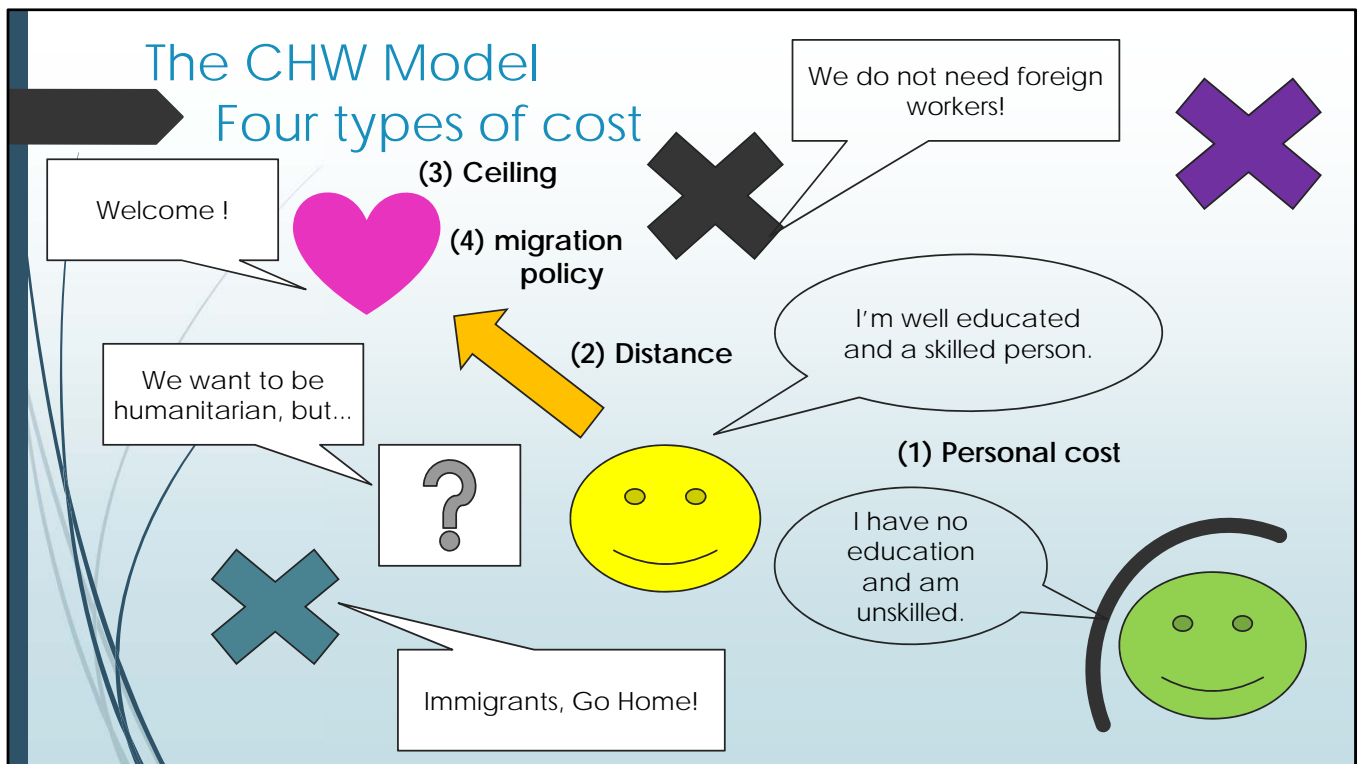 The CHW Model
Four types of cost
We do not need foreign
workers!
(3) Ceiling
Welcome !
(4) migration
policy
I'm well educated
and a skilled person.
(2) Distance
We want to be
humanitarian, but...
(1) Personal cost
?
I have no
education
and am
unskilled.
Immigrants, Go Home!